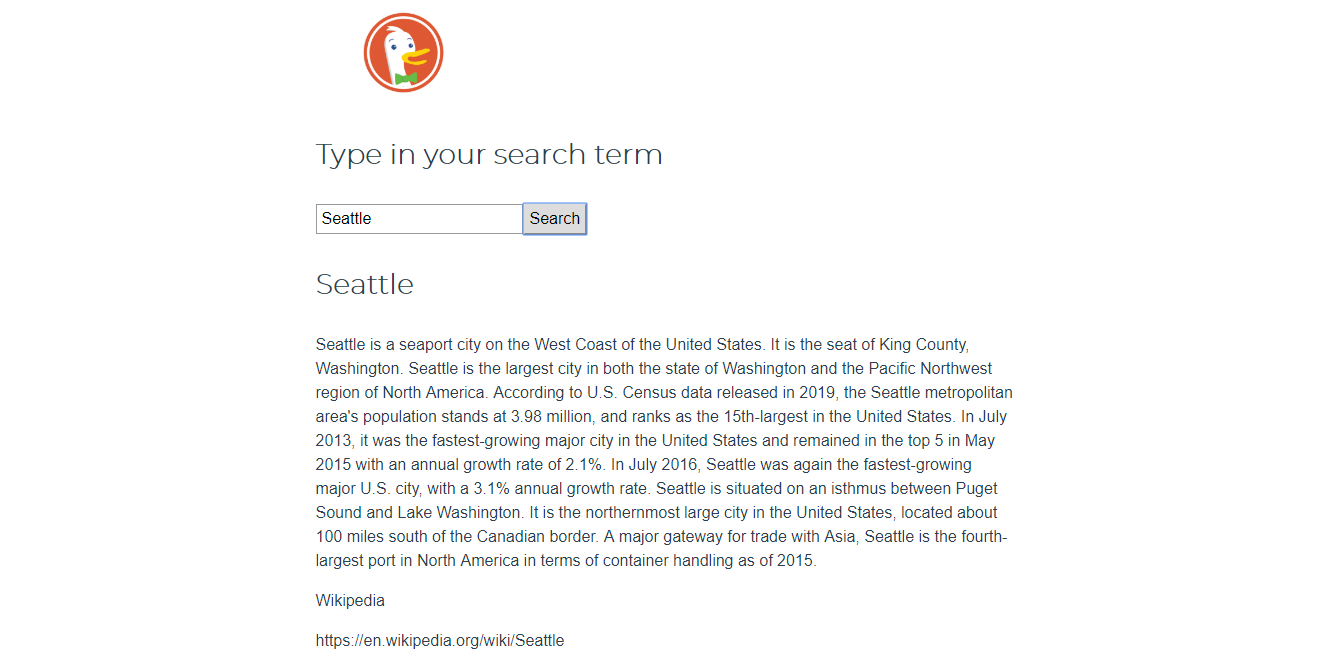 Type in your search term
Seattle
Search
Seattle
Seattle is a seaport city on the West Coast of the United States. It is the seat of King County,
Washington. Seattle is the largest city in both the state of Washington and the Pacific Northwest
region of North America. According to U.S. Census data released in 2019, the Seattle metropolitan
area's population stands at 3.98 million, and ranks as the 15th-largest in the United States. In July
2013, it was the fastest-growing major city in the United States and remained in the top 5 in May
2015 with an annual growth rate of 2.1%. In July 2016, Seattle was again the fastest-growing
major U.S. city, with a 3.1% annual growth rate. Seattle is situated on an isthmus between Puget
Sound and Lake Washington. It is the northernmost large city in the United States, located about
100 miles south of the Canadian border. A major gateway for trade with Asia, Seattle is the fourth-
largest port in North America in terms of container handling as of 2015.
Wikipedia
https://en.wikipedia.org/wiki/Seattle